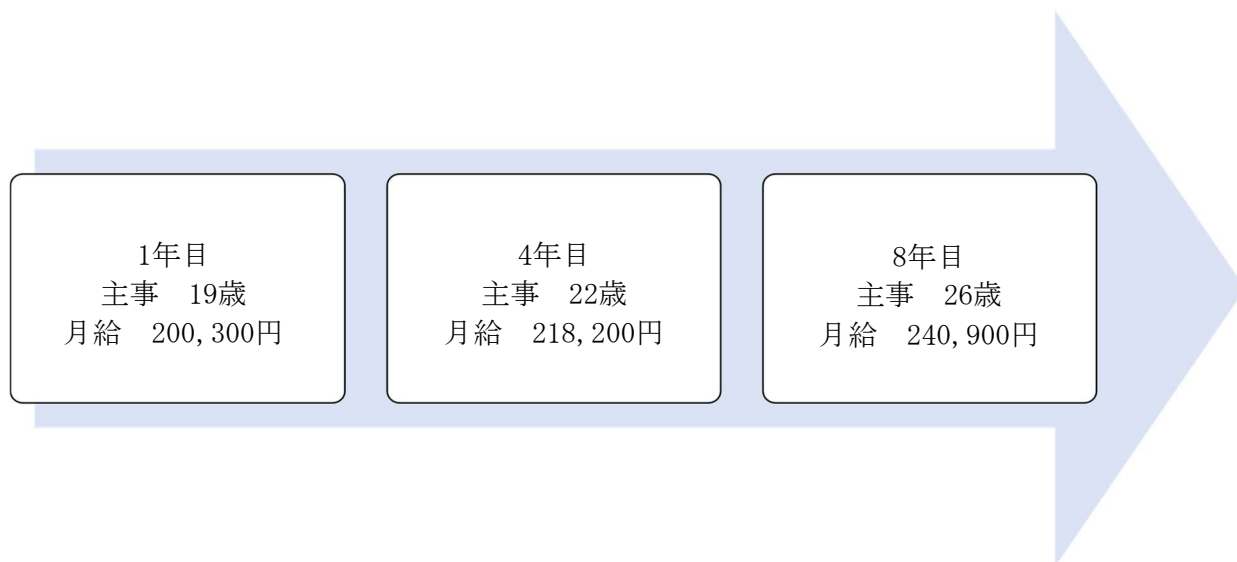 1年目
主事　19歳
月給　200,300円
4年目
主事　22歳
月給　218,200円
8年目
主事　26歳
月給　240,900円